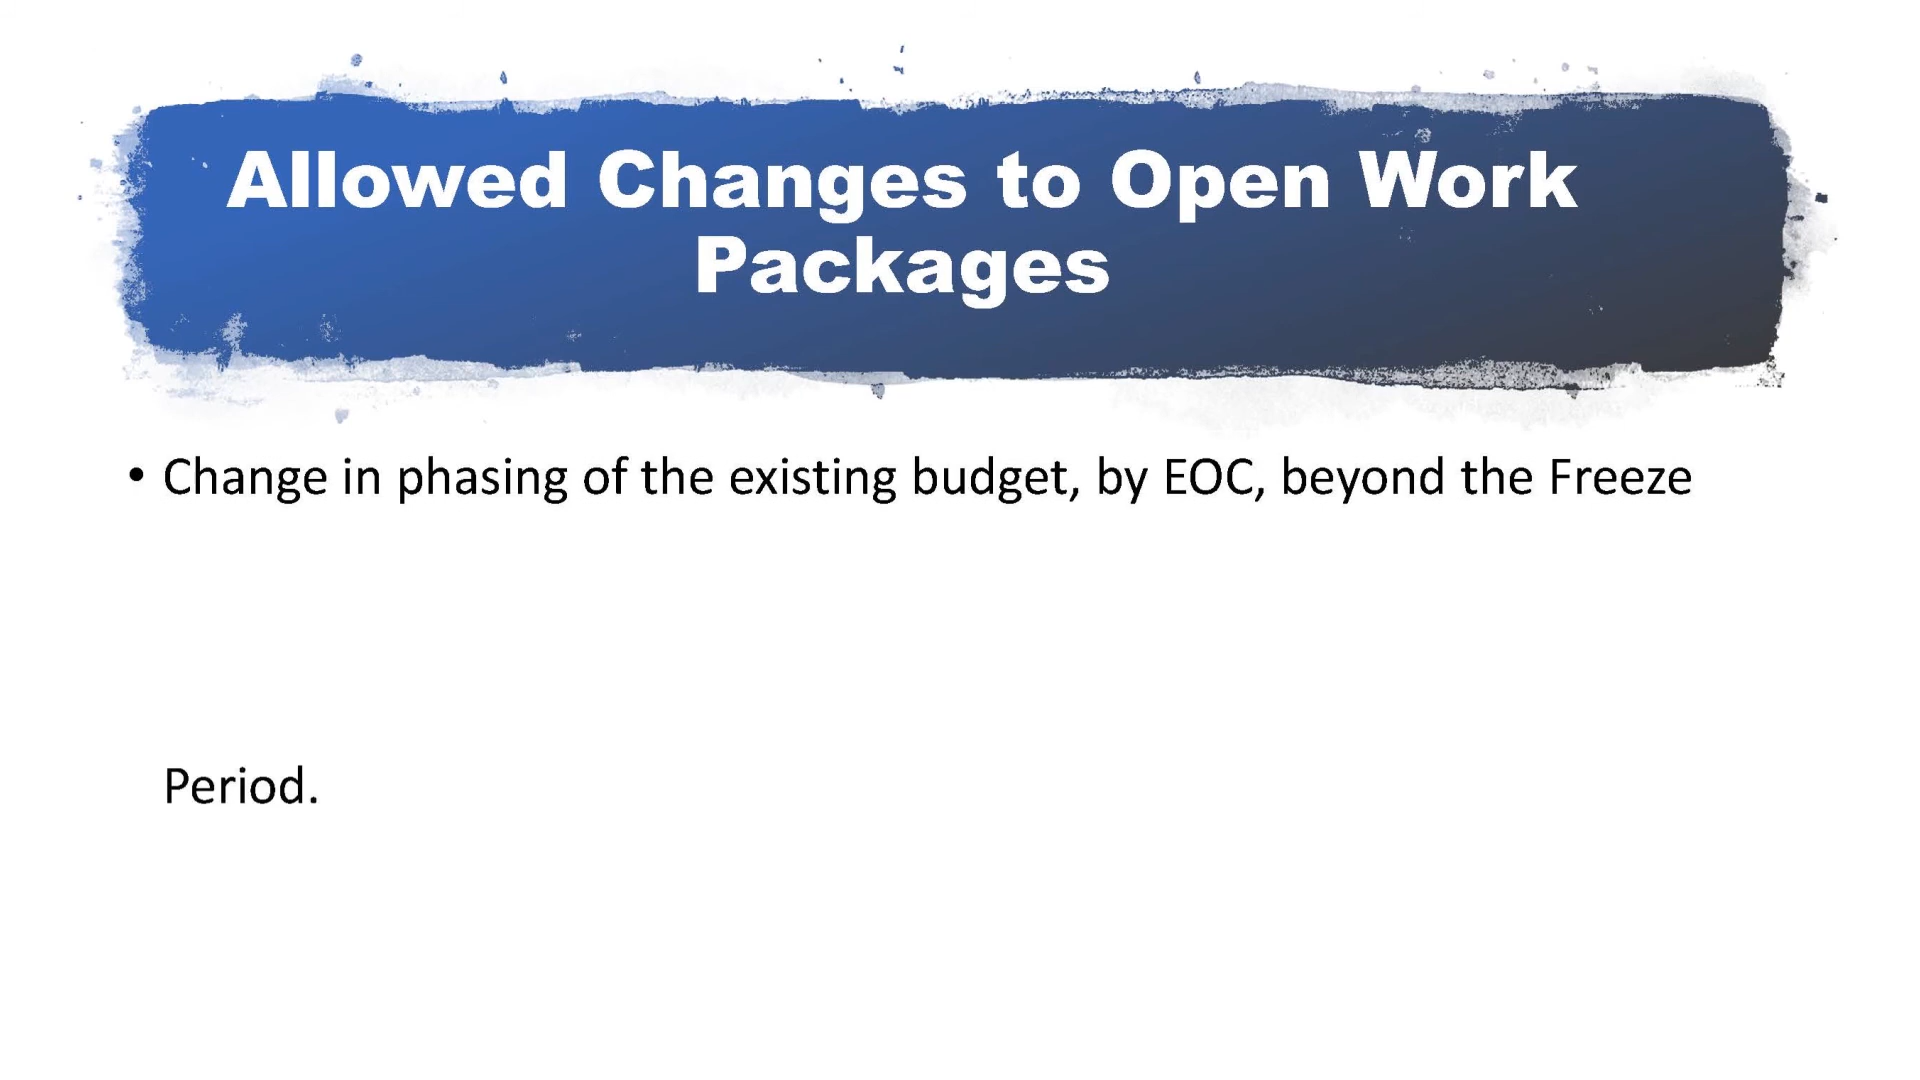 Allowed Changes to Open Work
Packages
• Change in phasing of the existing budget, by EOC, beyond the Freeze
Period.